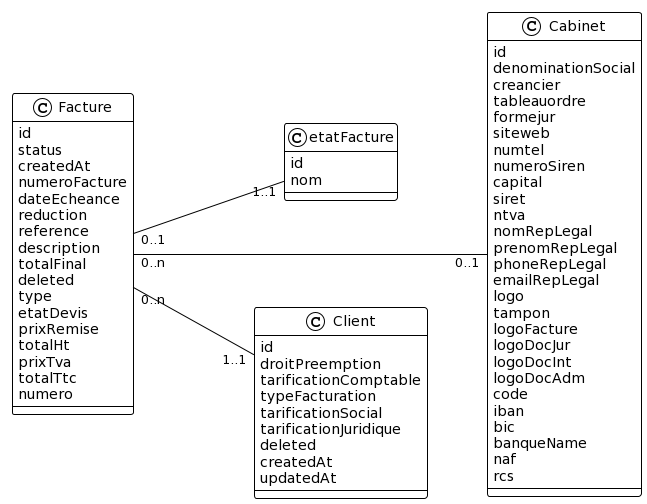 C Facture
id
status
createdAt
numeroFacture
dateEcheance
reduction
reference
description
totalFinal
deleted
type
etatDevis
prixRemise
totalHt
prixTva
totalTtc
numero
C etatFacture
id
nom
C Client
id
droitPreemption
tarificationComptable
typeFacturation
tarificationSocial
tarificationJuridique
deleted
createdAt
updatedAt
C Cabinet
id
denominationSocial
creancier
tableauordre
formejur
siteweb
numtel
numeroSiren
capital
siret
ntva
nomRepLegal
prenomRepLegal
phoneRepLegal
emailRepLegal
logo
tampon
logoFacture
logoDocJur
logoDocInt
logoDocAdm
code
iban
bic
banqueName
naf
rcs
0..1
1..1
0..n
0..1
0..n
1..1